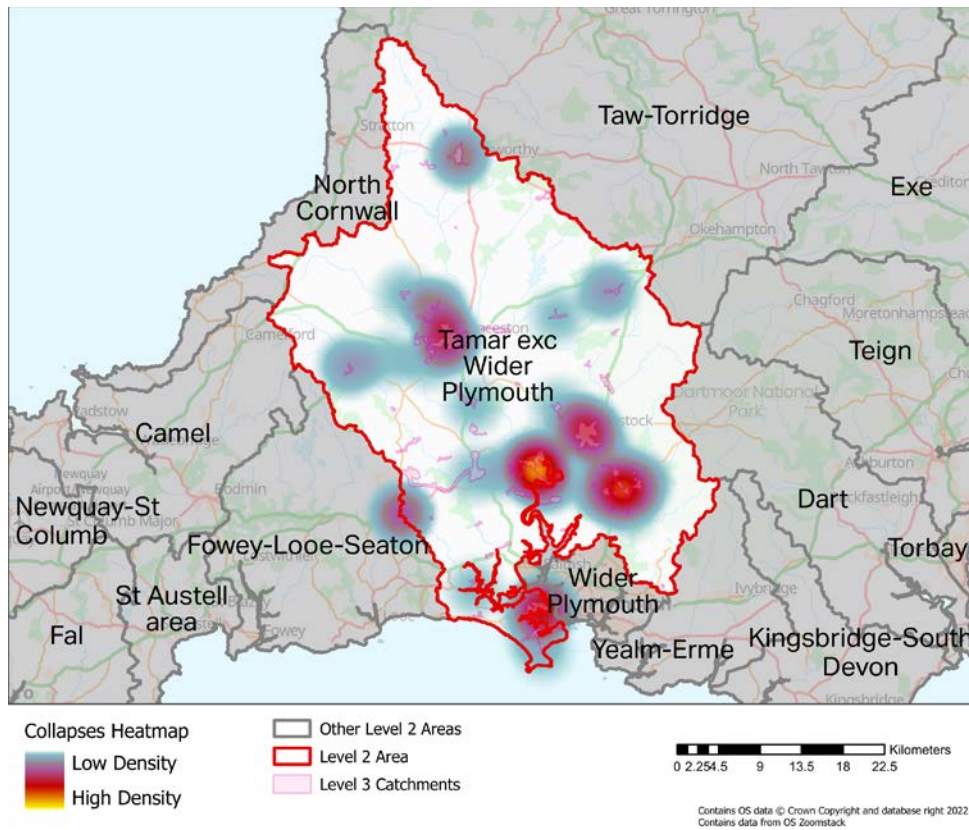 Great Torrington
Taw-Torridge
Stratton
North Tawton
Crediton
Exe
North
Cornwall
Okehampton
Chagford
Moretonhampstead
Camelford
Tamar exc
Wider
Plymouth
Teign
Dartmoor National
Park
Padstow
Camel
Newquay
Airport/Newquay
Bodmin
Ashburton
Newquay-St
Columb
St Columb Major
Dart
Fowey-Looe-Seaton
Torbay
St Austell
area
Wider
Plymouth
Ivybridge
Fal
Fowey
Yealm-Erme
Kingsbridge-South
Devon
Kingsbridge
Collapses Heatmap
Low Density
High Density
Other Level 2 Areas
Level 2 Area
Level 3 Catchments
Kilometers
0 2.254.5 9 13.5 18 22.5
Contains OS data © Crown Copyright and database right 2022
Contains data from OS Zoomstack